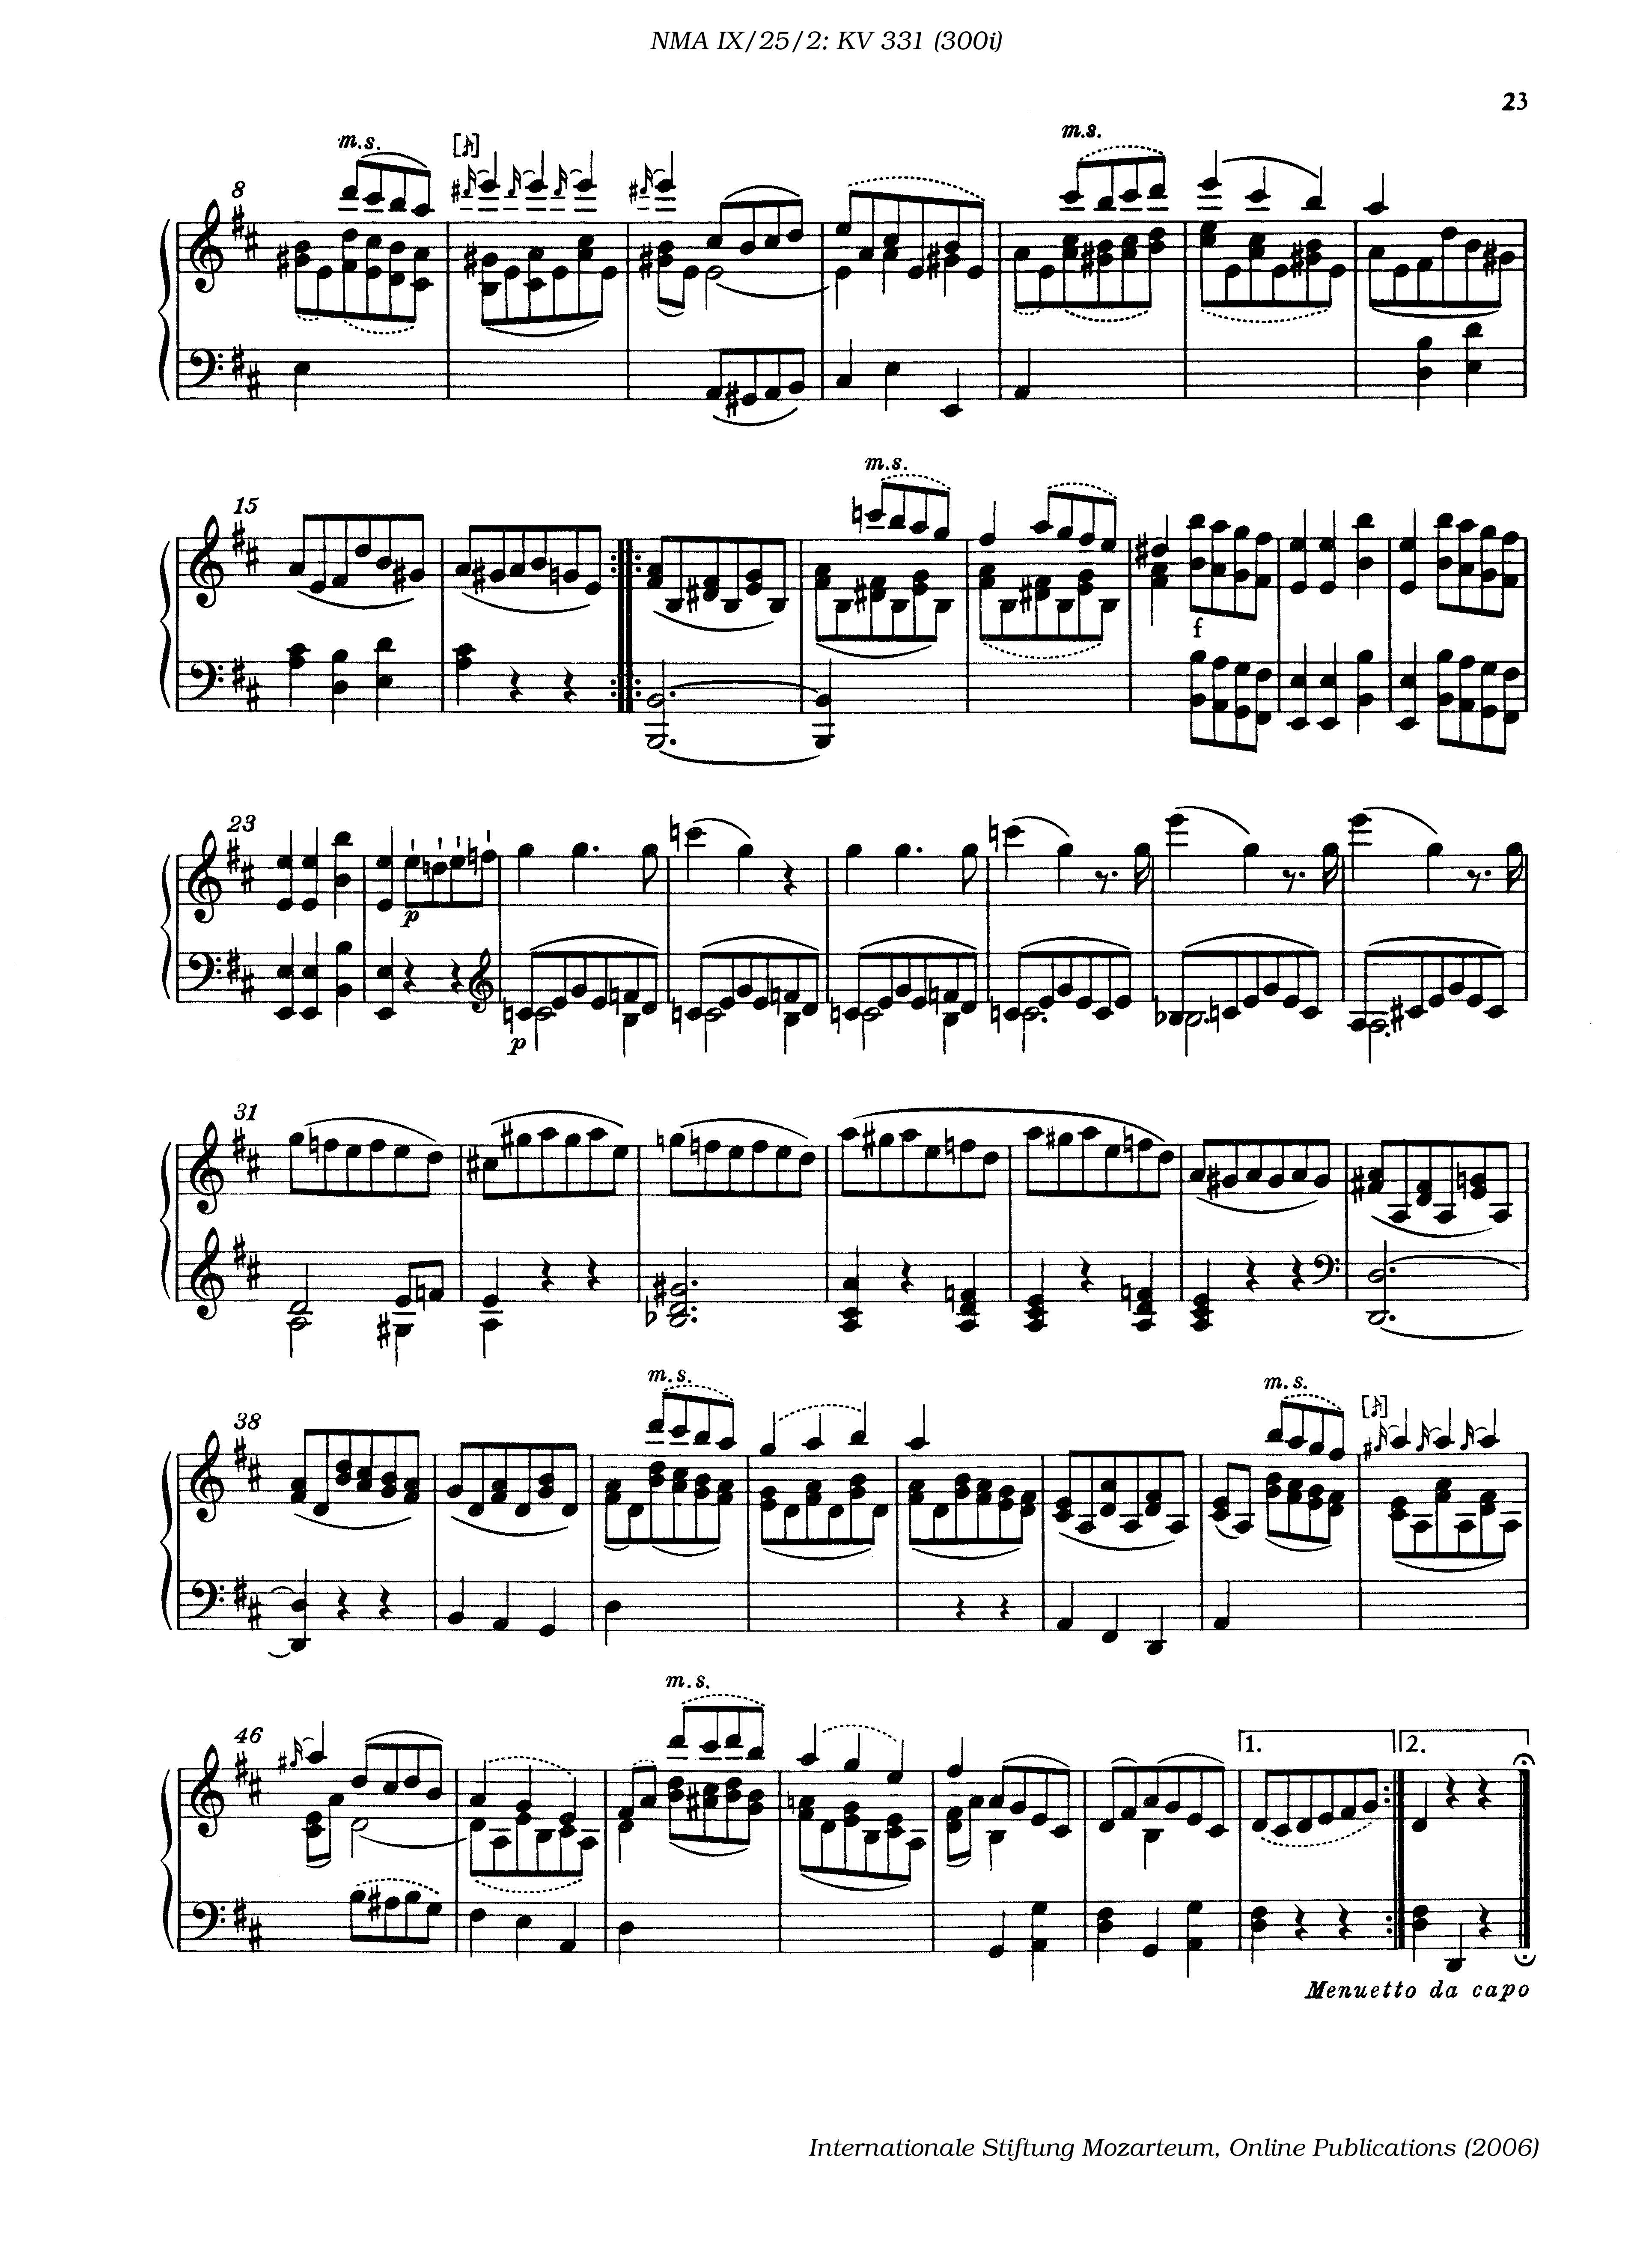 NMA IX/25/2: KV 331 (300i)
23
m.s.
m.s.
8
15
m.s.
f
23
p
p
31
38
m.s.
m.s.
46
m.s.
1.
2.
Menuetto da capo
Internationale Stiftung Mozarteum, Online Publications (2006)